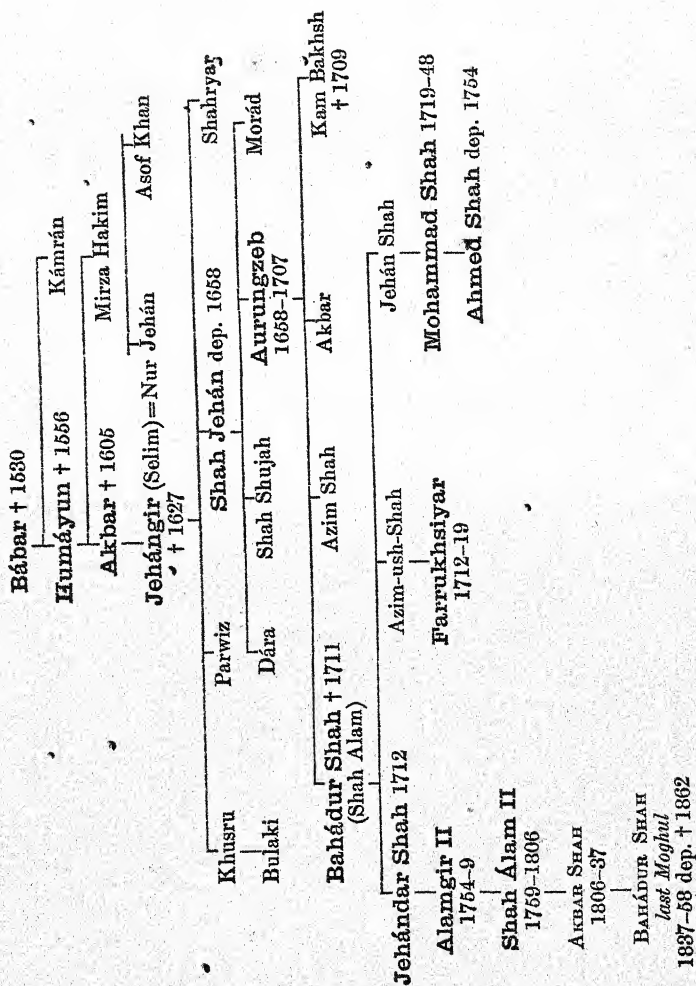 Bábar † 1530
Humáyun † 1556 Kámrán
Akbar † 1605 Mirza Hakim
Jehángir (Selim)=Nur Jehán Asof Khan
† 1627
Khusru Parwiz Shah Jehán dep. 1658 Shahryar
Bulaki Dára Shah Shujah Aurungzeb Morád
1658–1707
Bahádur Shah † 1711 Azim Shah Akbar Kam Bakhsh
(Shah Alam) † 1709
Jehándar Shah 1712 Azim-ush-Shah Jehán Shah
Alamgir II Farrukhsiyar Mohammad Shah 1719-48
1754-9 1712-19
Shah Álam II Ahmed Shah dep. 1754
1759-1806
AKBAR SHAH
1806-37
BAHÁDUR SHAH
last Moghul
1837-58 dep. † 1862